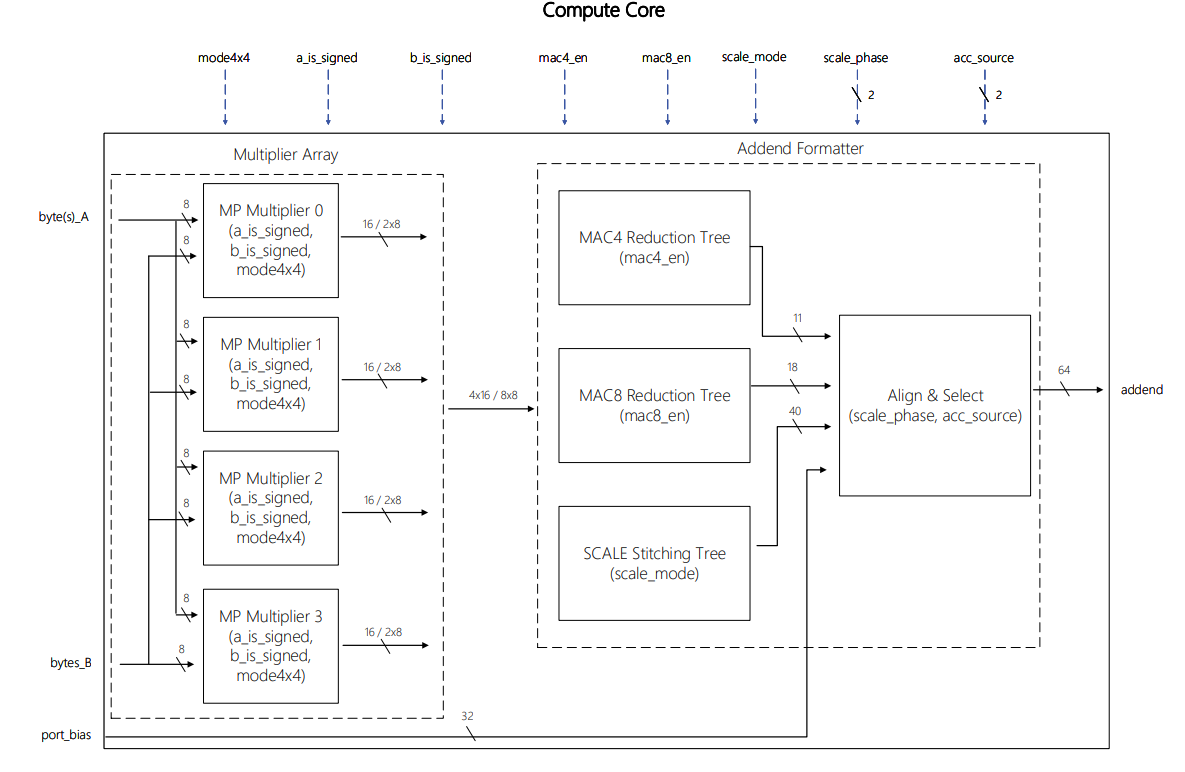 Compute Core
mode4x4
a_is_signed
b_is_signed
mac4_en
mac8_en
scale_mode
scale_phase
acc_source
2
2
Multiplier Array
Addend Formatter
byte(s)_A
8
8
MP Multiplier 0
(a_is_signed,
b_is_signed,
mode4x4)
16 / 2x8
8
8
MP Multiplier 1
(a_is_signed,
b_is_signed,
mode4x4)
16 / 2x8
8
8
MP Multiplier 2
(a_is_signed,
b_is_signed,
mode4x4)
16 / 2x8
8
8
MP Multiplier 3
(a_is_signed,
b_is_signed,
mode4x4)
16 / 2x8
bytes_B
port_bias
32
4x16 / 8x8
MAC4 Reduction Tree
(mac4_en)
11
MAC8 Reduction Tree
(mac8_en)
18
40
SCALE Stitching Tree
(scale_mode)
Align & Select
(scale_phase, acc_source)
64
addend